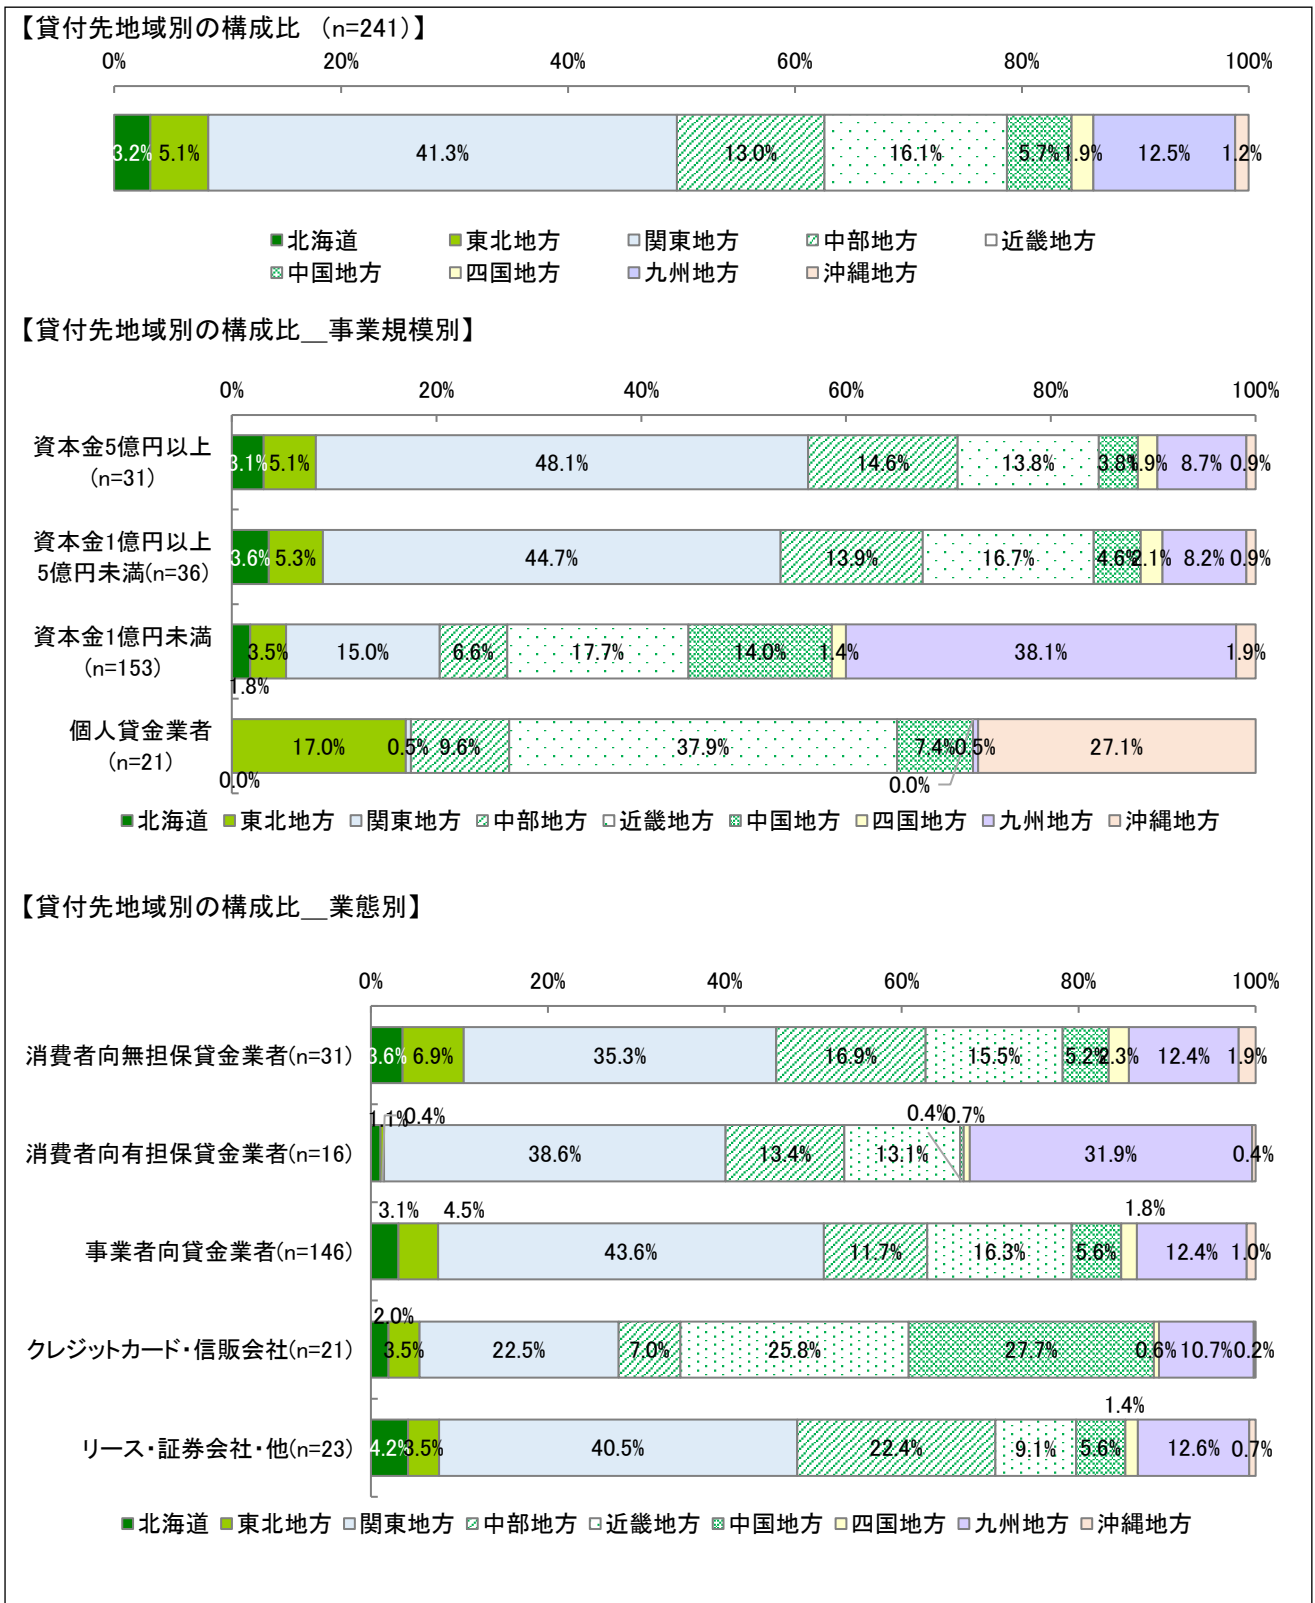 【貸付先地域別の構成比　（n=241）】
0% 20% 40% 60% 80% 100%
3.2% 5.1% 41.3% 13.0% 16.1% 5.7% 1.9% 12.5% 1.2%
北海道 東北地方 関東地方 中部地方 近畿地方
中国地方 四国地方 九州地方 沖縄地方
【貸付先地域別の構成比__事業規模別】
0% 20% 40% 60% 80% 100%
資本金5億円以上
(n=31)
3.1% 5.1% 48.1% 14.6% 13.8% 3.8% 1.9% 8.7% 0.9%
資本金1億円以上
5億円未満(n=36)
3.6% 5.3% 44.7% 13.9% 16.7% 4.6% 2.1% 8.2% 0.9%
資本金1億円未満
(n=153)
1.8% 3.5% 15.0% 6.6% 17.7% 14.0% 1.4% 38.1% 1.9%
個人貸金業者
(n=21)
0.0% 17.0% 0.5% 9.6% 37.9% 7.4% 0.0% 0.5% 27.1%
北海道 東北地方 関東地方 中部地方 近畿地方 中国地方 四国地方 九州地方 沖縄地方
【貸付先地域別の構成比__業態別】
0% 20% 40% 60% 80% 100%
消費者向無担保貸金業者(n=31) 3.6% 6.9% 35.3% 16.9% 15.5% 5.2% 2.3% 12.4% 1.9%
消費者向有担保貸金業者(n=16) 1.1% 0.4% 38.6% 13.4% 13.1% 0.4% 0.7% 31.9% 0.4%
事業者向貸金業者(n=146) 3.1% 4.5% 43.6% 11.7% 16.3% 5.6% 1.8% 12.4% 1.0%
クレジットカード・信販会社(n=21) 2.0% 3.5% 22.5% 7.0% 25.8% 27.7% 0.6% 10.7% 0.2%
リース・証券会社・他(n=23) 4.2% 3.5% 40.5% 22.4% 9.1% 5.6% 1.4% 12.6% 0.7%
北海道 東北地方 関東地方 中部地方 近畿地方 中国地方 四国地方 九州地方 沖縄地方